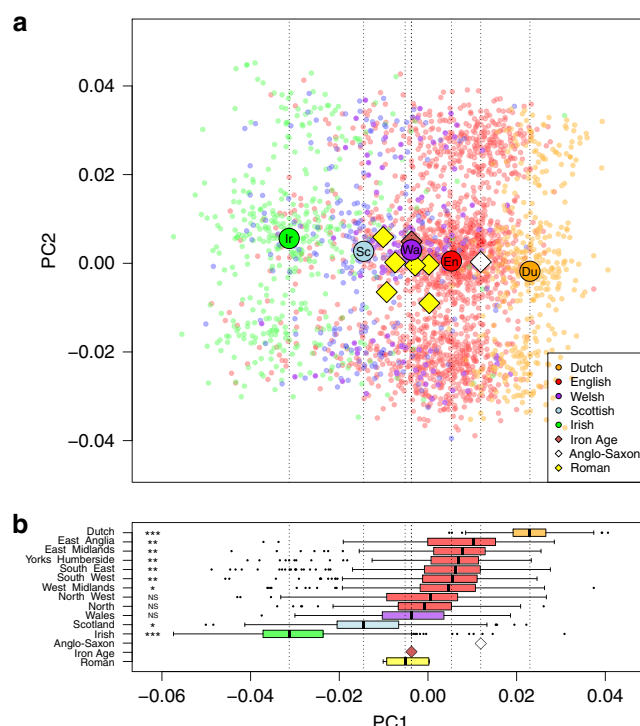 a
0.04
0.02
0.00
−0.02
−0.04
PC2
Ir
Sc
Wa
En
Du
Dutch
English
Welsh
Scottish
Irish
Iron Age
Anglo-Saxon
Roman
b
Dutch ***
East Anglia **
East Midlands **
Yorks Humberside **
South East **
South West **
West Midlands *
North West NS
North NS
Wales NS
Scotland *
Irish ***
Anglo-Saxon
Iron Age
Roman
−0.06 −0.04 −0.02 0.00 0.02 0.04
PC1